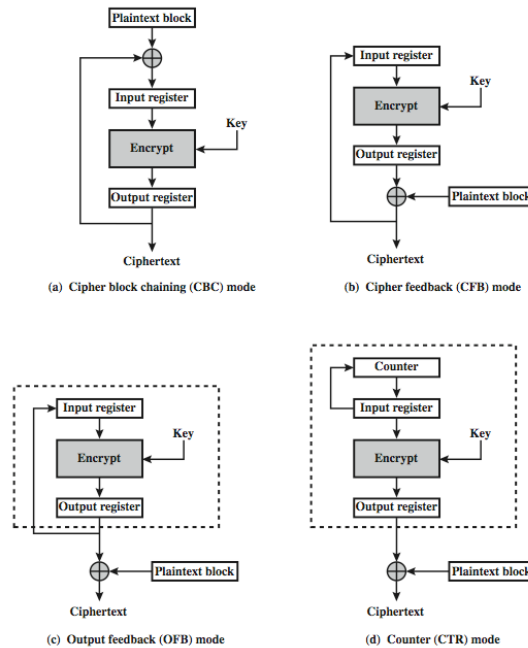 Plaintext block
Input register
Key
Encrypt
Output register
Ciphertext
(a) Cipher block chaining (CBC) mode
Input register
Key
Encrypt
Output register
Plaintext block
Ciphertext
(b) Cipher feedback (CFB) mode
Input register
Key
Encrypt
Output register
Plaintext block
Ciphertext
(c) Output feedback (OFB) mode
Counter
Input register
Key
Encrypt
Output register
Plaintext block
Ciphertext
(d) Counter (CTR) mode